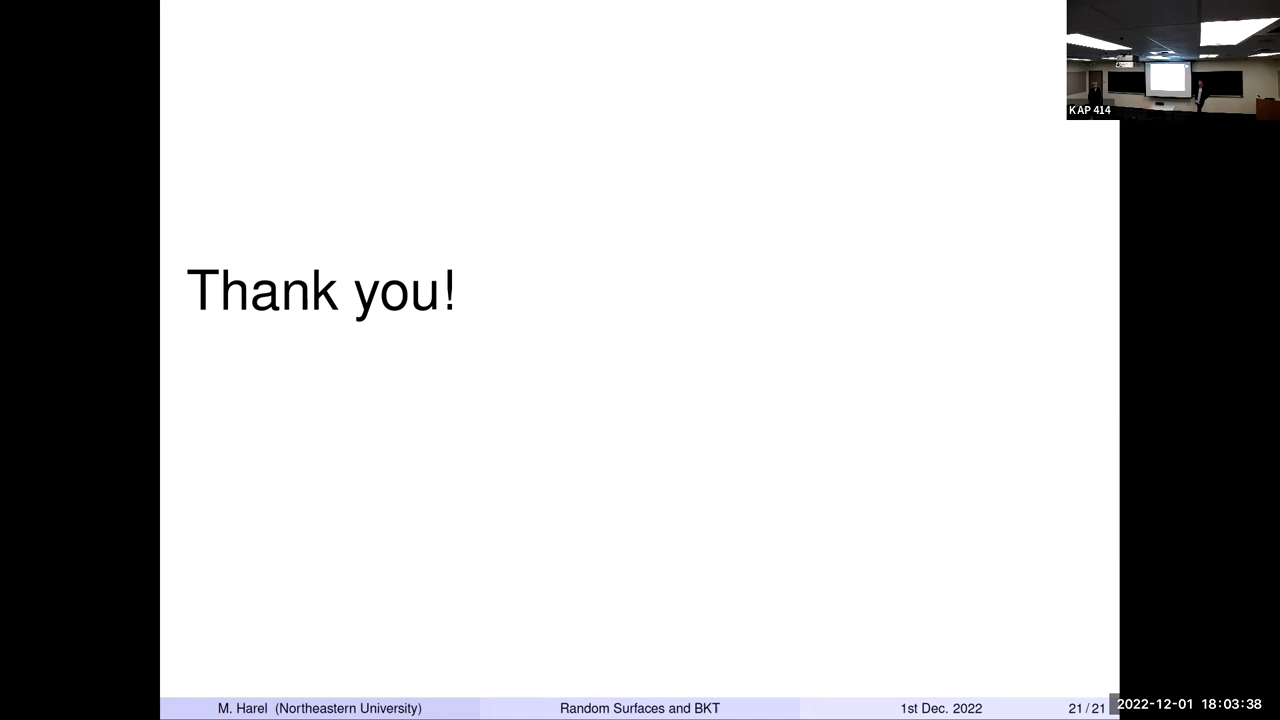 KAP 414
Thank you!
M. Harel (Northeastern University)
Random Surfaces and BKT
1st Dec. 2022
21 / 21
2022-12-01 18:03:38